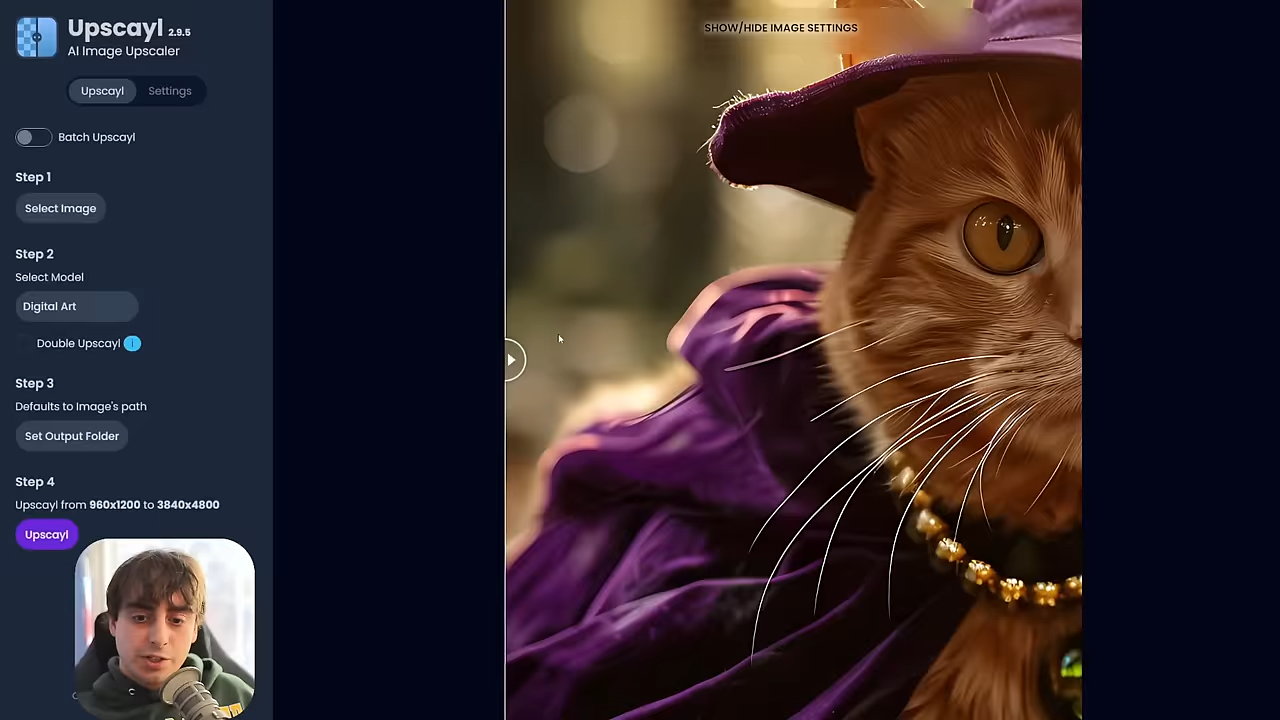 Upscayl 2.9.5
AI Image Upscaler
Upscayl Settings
Batch Upscayl
Step 1
Select Image
Step 2
Select Model
Digital Art
Double Upscayl i
Step 3
Defaults to Image's path
Set Output Folder
Step 4
Upscayl from 960x1200 to 3840x4800
Upscayl
SHOW/HIDE IMAGE SETTINGS